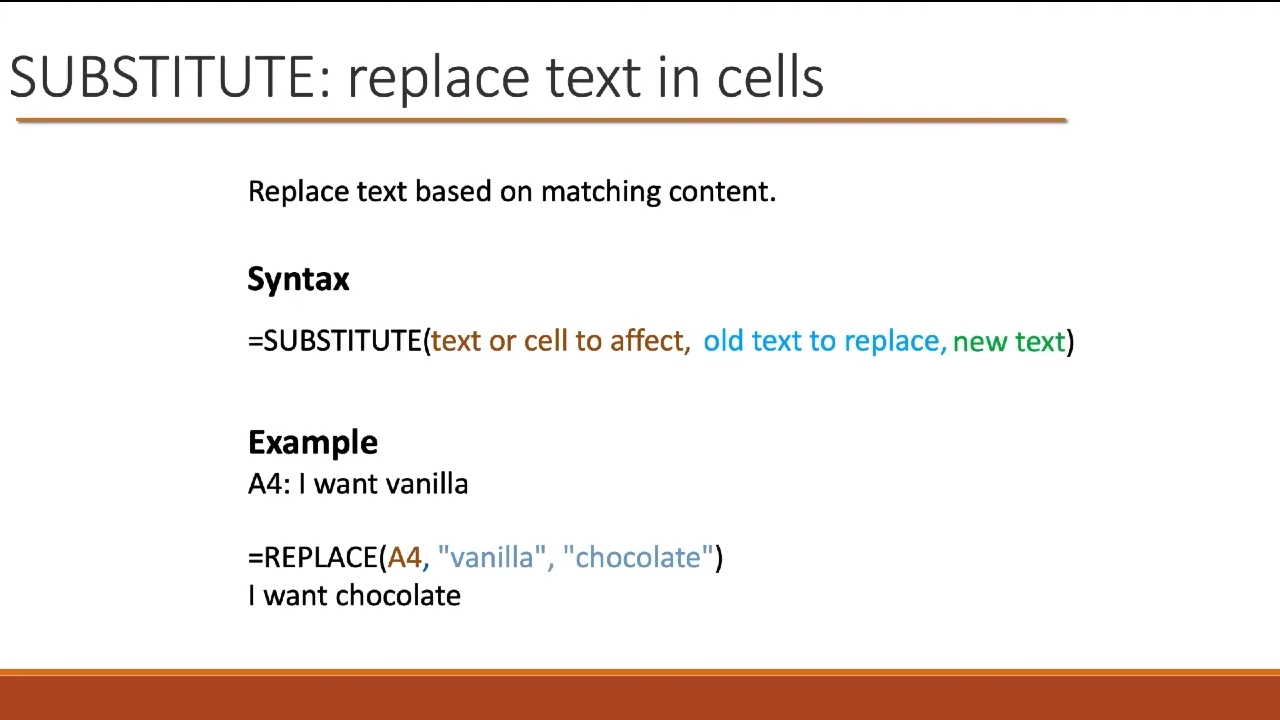 SUBSTITUTE: replace text in cells
Replace text based on matching content.
Syntax
=SUBSTITUTE(text or cell to affect, old text to replace, new text)
Example
A4: I want vanilla
=REPLACE(A4, "vanilla", "chocolate")
I want chocolate